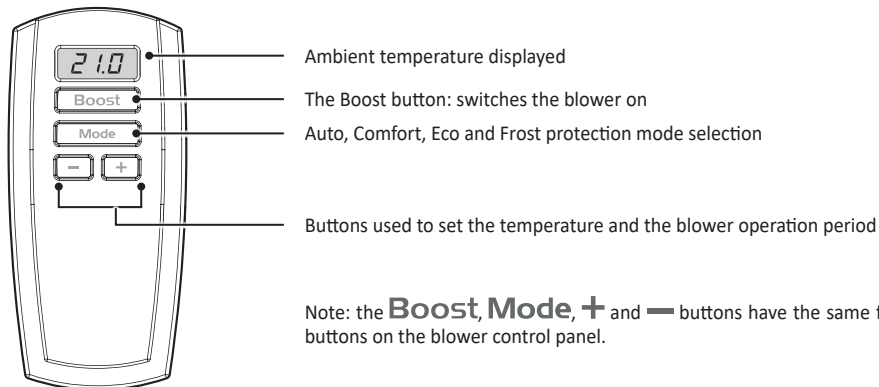 21.0
Ambient temperature displayed
Boost
The Boost button: switches the blower on
Mode
Auto, Comfort, Eco and Frost protection mode selection
- +
Buttons used to set the temperature and the blower operation period
Note: the Boost, Mode, + and — buttons have the same
buttons on the blower control panel.